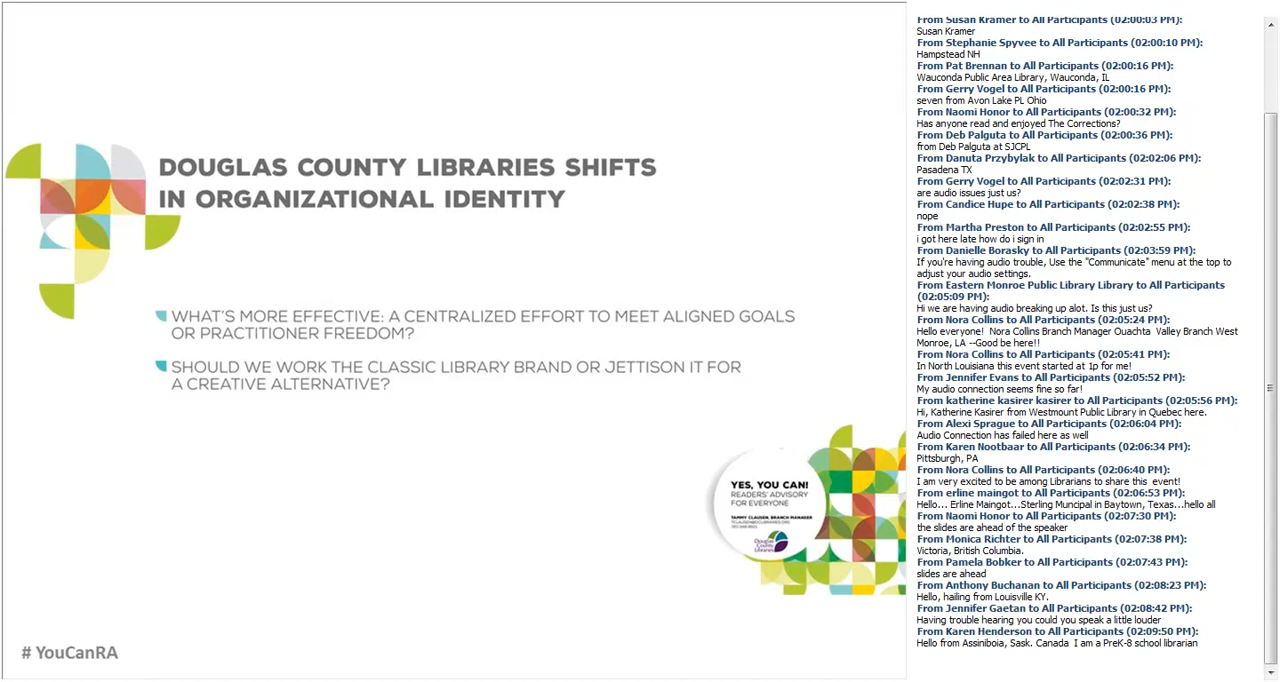 DOUGLAS COUNTY LIBRARIES SHIFTS
IN ORGANIZATIONAL IDENTITY
WHAT'S MORE EFFECTIVE: A CENTRALIZED EFFORT TO MEET ALIGNED GOALS
OR PRACTITIONER FREEDOM?
SHOULD WE WORK THE CLASSIC LIBRARY BRAND OR JETTISON IT FOR
A CREATIVE ALTERNATIVE?
YES, YOU CAN!
READERS' ADVISORY
FOR EVERYONE
TAMMY CLAUSEN, BRANCH MANAGER
Douglas
County
Libraries
# YouCanRA
From Susan Kramer to All Participants (02:00:03 PM):
Susan Kramer
From Stephanie Spyvee to All Participants (02:00:10 PM):
Hampstead NH
From Pat Brennan to All Participants (02:00:16 PM):
Wauconda Public Area Library, Wauconda, IL
From Gerry Vogel to All Participants (02:00:16 PM):
seven from Avon Lake PL Ohio
From Naomi Honor to All Participants (02:00:32 PM):
Has anyone read and enjoyed The Corrections?
From Deb Palguta to All Participants (02:00:36 PM):
from Deb Palguta at SJCPL
From Danuta Przybylak to All Participants (02:02:06 PM):
Pasadena TX
From Gerry Vogel to All Participants (02:02:31 PM):
are audio issues just us?
From Candice Hupe to All Participants (02:02:38 PM):
nope
From Martha Preston to All Participants (02:02:55 PM):
i got here late how do i sign in
From Danielle Borasky to All Participants (02:03:59 PM):
If you're having audio trouble, Use the "Communicate" menu at the top to
adjust your audio settings.
From Eastern Monroe Public Library Library to All Participants
(02:05:09 PM):
Hi we are having audio breaking up alot. Is this just us?
From Nora Collins to All Participants (02:05:24 PM):
Hello everyone!  Nora Collins Branch Manager Ouachta  Valley Branch West
Monroe, LA --Good be here!!
From Nora Collins to All Participants (02:05:41 PM):
In North Louisiana this event started at 1p for me!
From Jennifer Evans to All Participants (02:05:52 PM):
My audio connection seems fine so far!
From katherine kasirer kasirer to All Participants (02:05:56 PM):
Hi, Katherine Kasirer from Westmount Public Library in Quebec here.
From Alexi Sprague to All Participants (02:06:04 PM):
Audio Connection has failed here as well
From Karen Nootbaar to All Participants (02:06:34 PM):
Pittsburgh, PA
From Nora Collins to All Participants (02:06:40 PM):
I am very excited to be among Librarians to share this  event!
From erline maingot to All Participants (02:06:53 PM):
Hello... Erline Maingot...Sterling Muncipal in Baytown, Texas...hello all
From Naomi Honor to All Participants (02:07:30 PM):
the slides are ahead of the speaker
From Monica Richter to All Participants (02:07:38 PM):
Victoria, British Columbia.
From Pamela Bobker to All Participants (02:07:43 PM):
slides are ahead
From Anthony Buchanan to All Participants (02:08:23 PM):
Hello, hailing from Louisville KY.
From Jennifer Gaetan to All Participants (02:08:42 PM):
Having trouble hearing you could you speak a little louder
From Karen Henderson to All Participants (02:09:50 PM):
Hello from Assiniboia, Sask. Canada  I am a PreK-8 school librarian